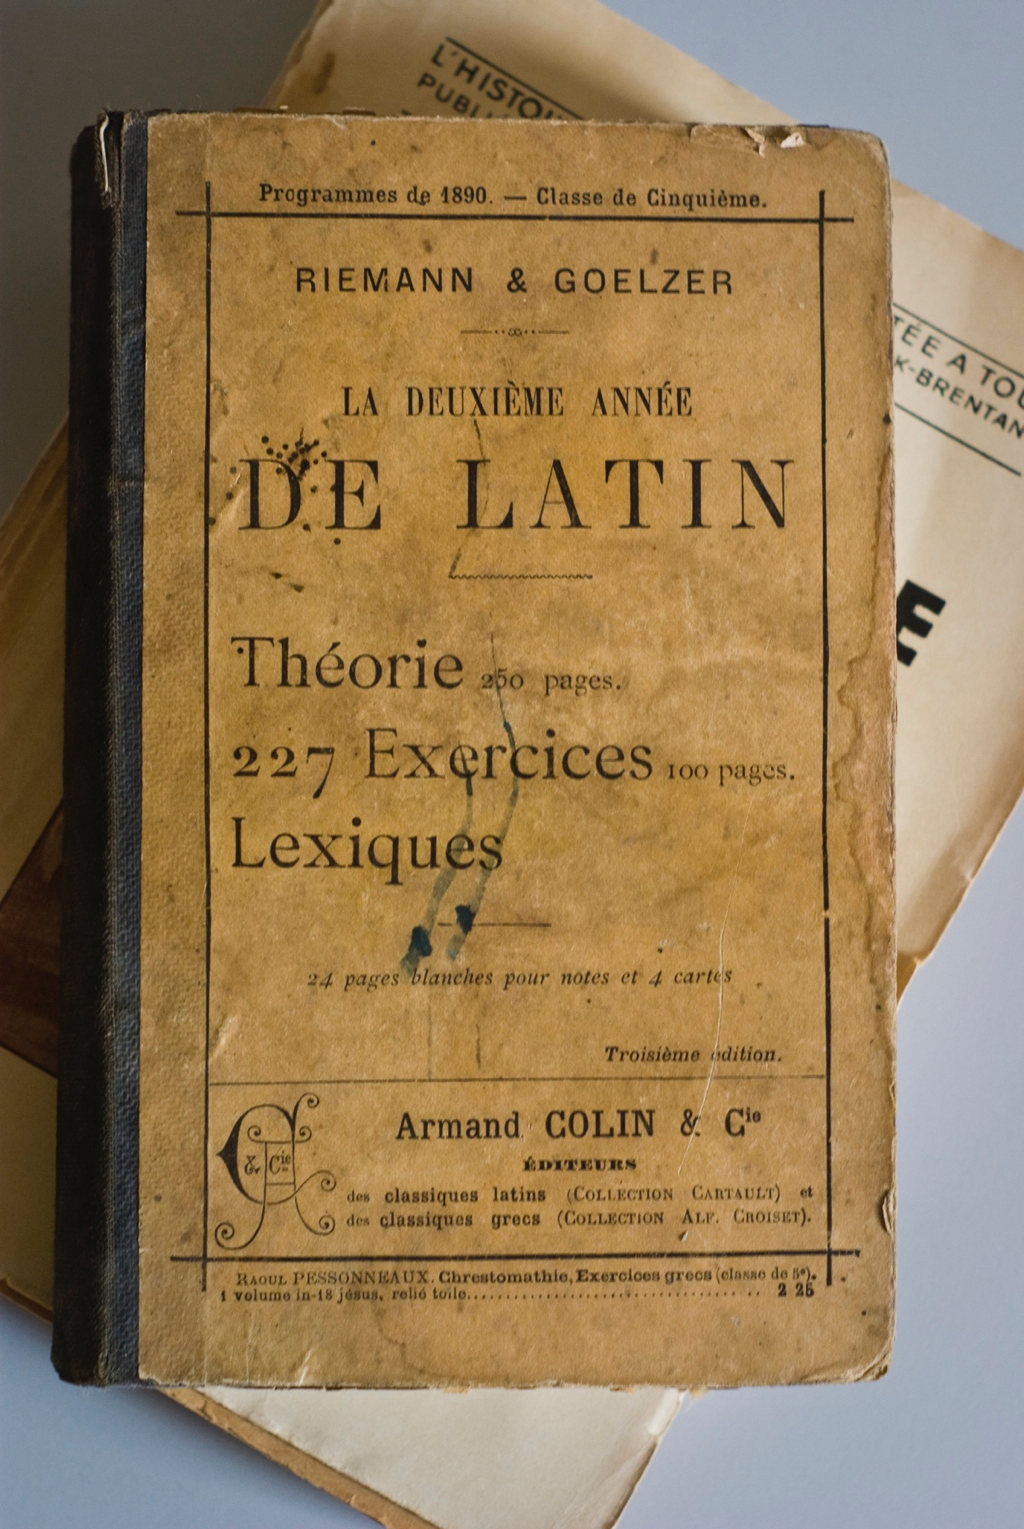 L'HISTOI
PUBLI
Programmes de 1890. — Classe de Cinquième.
RIEMANN & GOELZER
LA DEUXIÈME ANNÉE
DE LATIN
Théorie 250 pages.
227 Exercices 100 pages.
Lexiques
24 pages blanches pour notes et 4 cartes
Troisième édition.
& Cie
Armand COLIN & Cie
ÉDITEURS
des classiques latins (COLLECTION CARTAULT) et
des classiques grecs (COLLECTION ALF. CROISET).
RAOUL PESSONNEAUX. Chrestomathie, Exercices grecs (classe de 5e).
1 volume in-18 jésus, relié toile.................................. 2 25
TÉE A TOU
K-BRENTAN
E